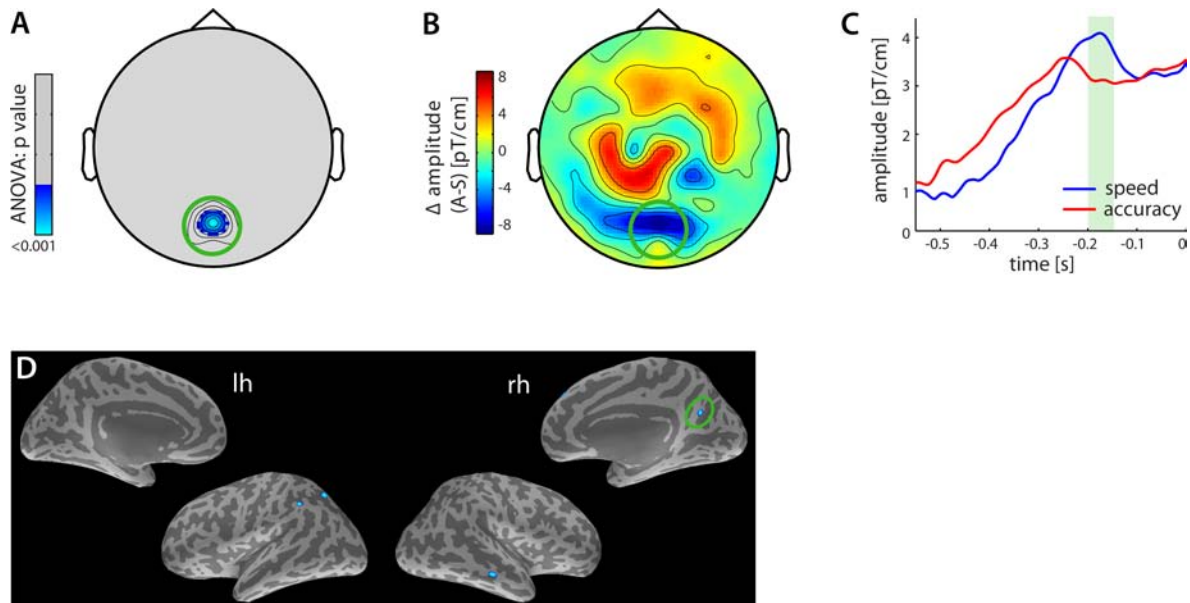 A
ANOVA: p value
<0.001
B
Δ amplitude
(A-S) [pT/cm]
8
4
0
-4
-8
C
amplitude [pT/cm]
4
3
2
1
0
speed
accuracy
-0.5
-0.4
-0.3
-0.2
-0.1
0
time [s]
D
lh
rh